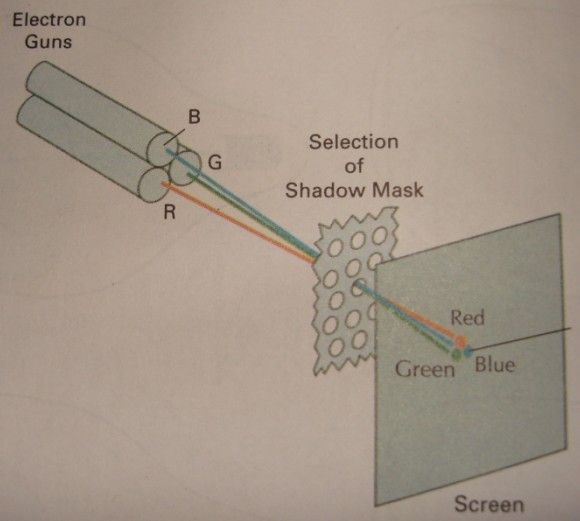 Electron
Guns
B
G
R
Selection
of
Shadow Mask
Red
Green
Blue
Screen